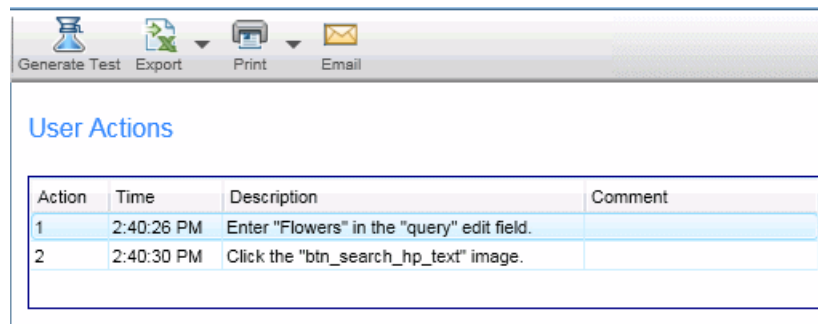 Generate Test Export Print Email
User Actions
Action Time Description Comment
1 2:40:26 PM Enter "Flowers" in the "query" edit field.
2 2:40:30 PM Click the "btn_search_hp_text" image.